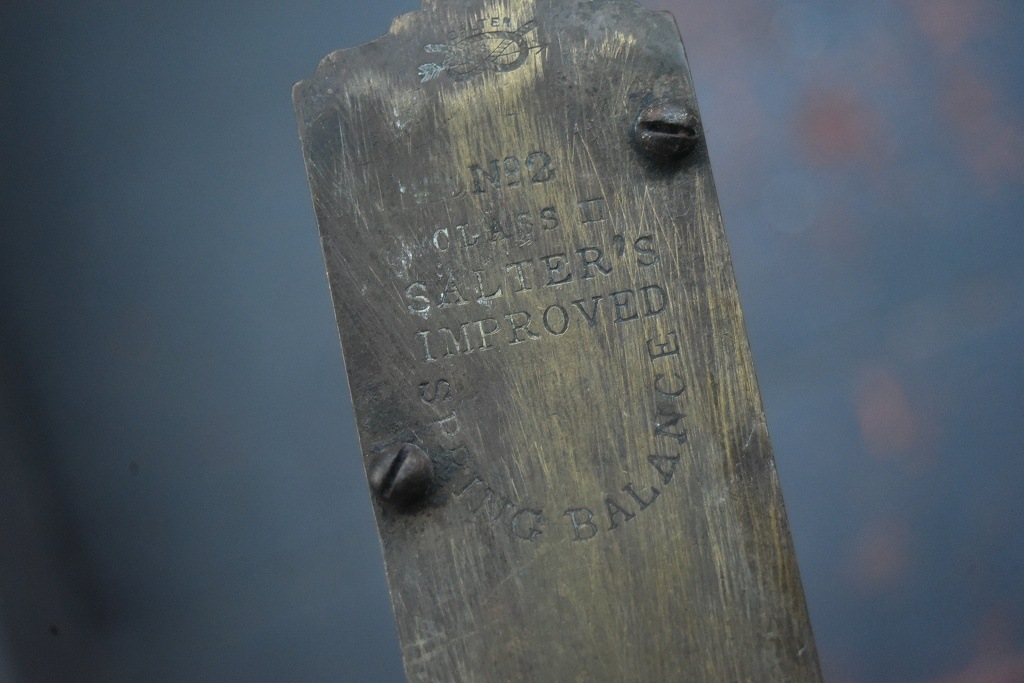 Nº2
CLASS II
SALTER'S
IMPROVED
SPRING BALANCE